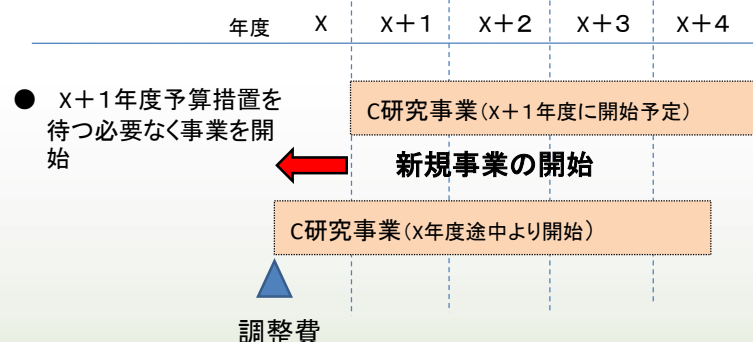 年度 X X＋1 X＋2 X＋3 X＋4
● X＋1年度予算措置を
待つ必要なく事業を開
始
C研究事業（X＋1年度に開始予定）
新規事業の開始
C研究事業（X年度途中より開始）
調整費